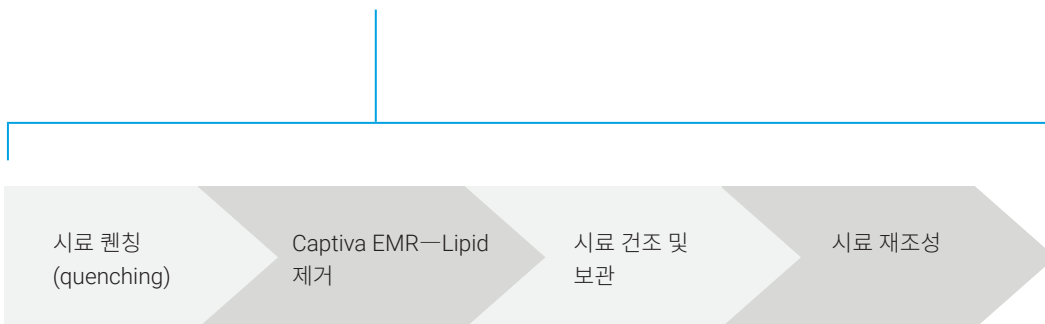 시료 퀜칭
(quenching)
Captiva EMR—Lipid
제거
시료 건조 및
보관
시료 재조성